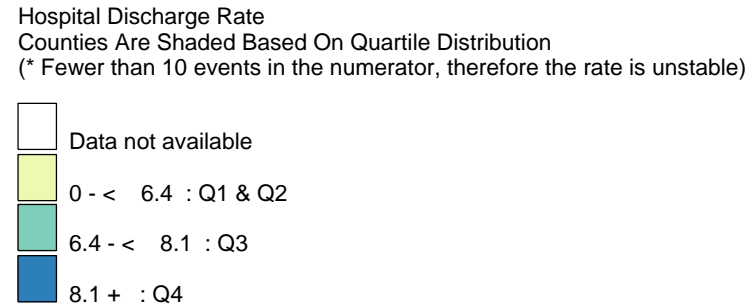 Hospital Discharge Rate
Counties Are Shaded Based On Quartile Distribution
(* Fewer than 10 events in the numerator, therefore the rate is unstable)
Data not available
0 - <   6.4  : Q1 & Q2
6.4 - <   8.1  : Q3
8.1 +   : Q4